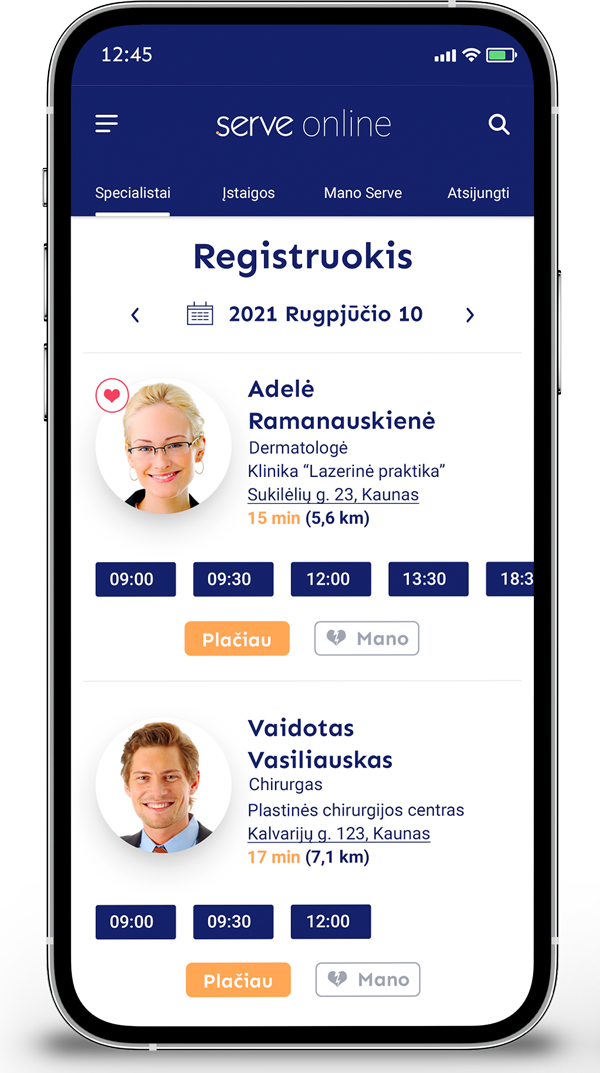 12:45
serve online
Specialistai Įstaigos Mano Serve Atsijungti
Registruokis
2021 Rugpjūčio 10
Adelė
Ramanauskienė
Dermatologė
Klinika “Lazerinė praktika”
Sukilėlių g. 23, Kaunas
15 min (5,6 km)
09:00 09:30 12:00 13:30 18:3
Plačiau Mano
Vaidotas
Vasiliauskas
Chirurgas
Plastinės chirurgijos centras
Kalvarijų g. 123, Kaunas
17 min (7,1 km)
09:00 09:30 12:00
Plačiau Mano